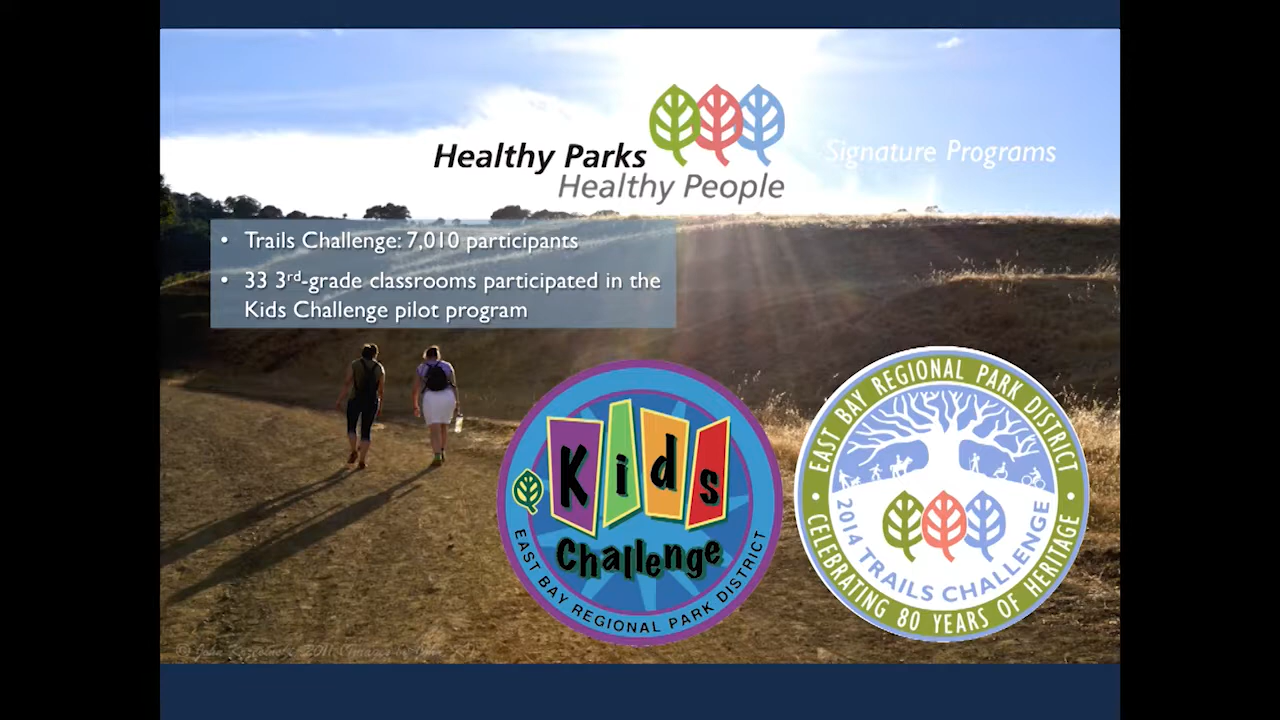 Healthy Parks
Healthy People
Signature Programs
• Trails Challenge: 7,010 participants
• 33 3rd-grade classrooms participated in the
Kids Challenge pilot program
Kids
Challenge
EAST BAY REGIONAL PARK DISTRICT
EAST BAY REGIONAL PARK DISTRICT
2014 TRAILS CHALLENGE
• CELEBRATING 80 YEARS OF HERITAGE •